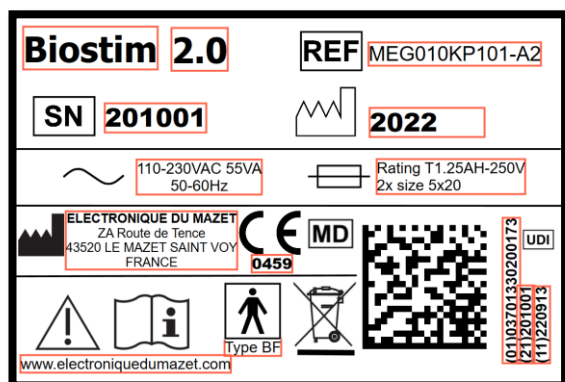 Biostim 2.0
REF MEG010KP101-A2
SN 201001
2022
110-230VAC 55VA
50-60Hz
Rating T1.25AH-250V
2x size 5x20
ELECTRONIQUE DU MAZET
ZA Route de Tence
43520 LE MAZET SAINT VOY
FRANCE
CE
0459
MD
UDI
(01)03701330200173
(21)201001
(11)220913
i
Type BF
www.electroniquedumazet.com